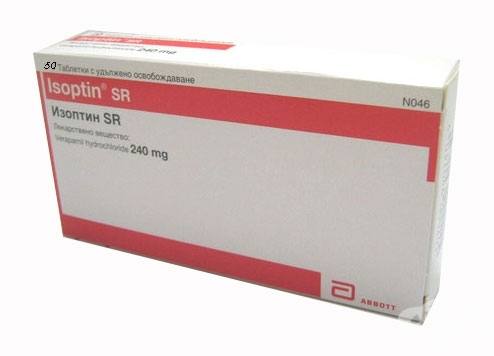 50 Таблетки с удължено освобождаване
Isoptin® SR
N046
Изоптин SR
Лекарствено вещество:
Verapamil hydrochloride 240 mg
a
ABBOTT